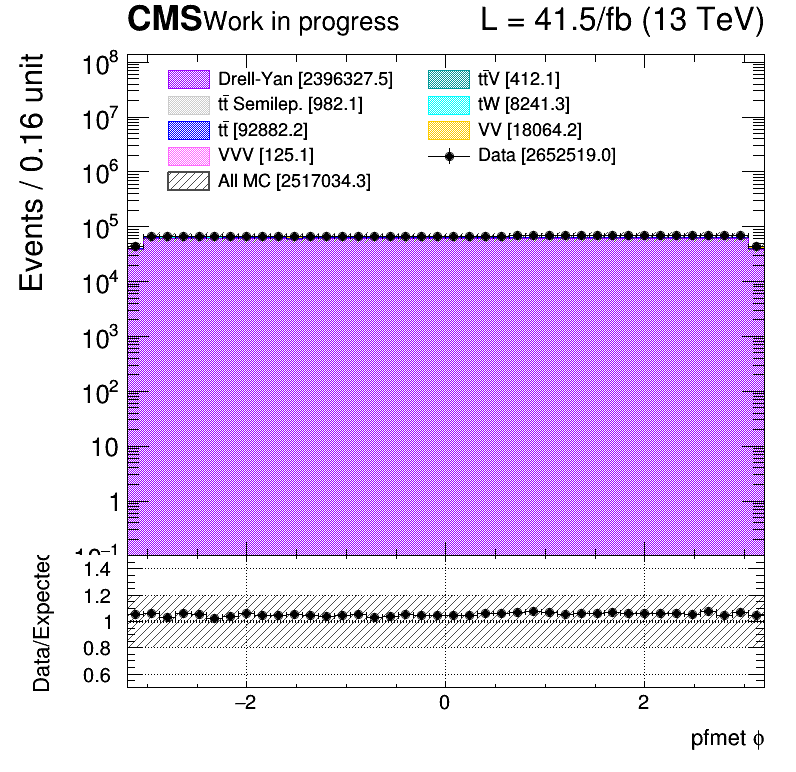 CMS Work in progress L = 41.5/fb (13 TeV)
Events / 0.16 unit
10⁸
10⁷
10⁶
10⁵
10⁴
10³
10²
10
1
10⁻¹
Drell-Yan [2396327.5]
tt̄ Semilep. [982.1]
tt̄ [92882.2]
VVV [125.1]
All MC [2517034.3]
tt̄V [412.1]
tW [8241.3]
VV [18064.2]
Data [2652519.0]
Data/Expected
1.4
1.2
1
0.8
0.6
−2 0 2
pfmet ϕ